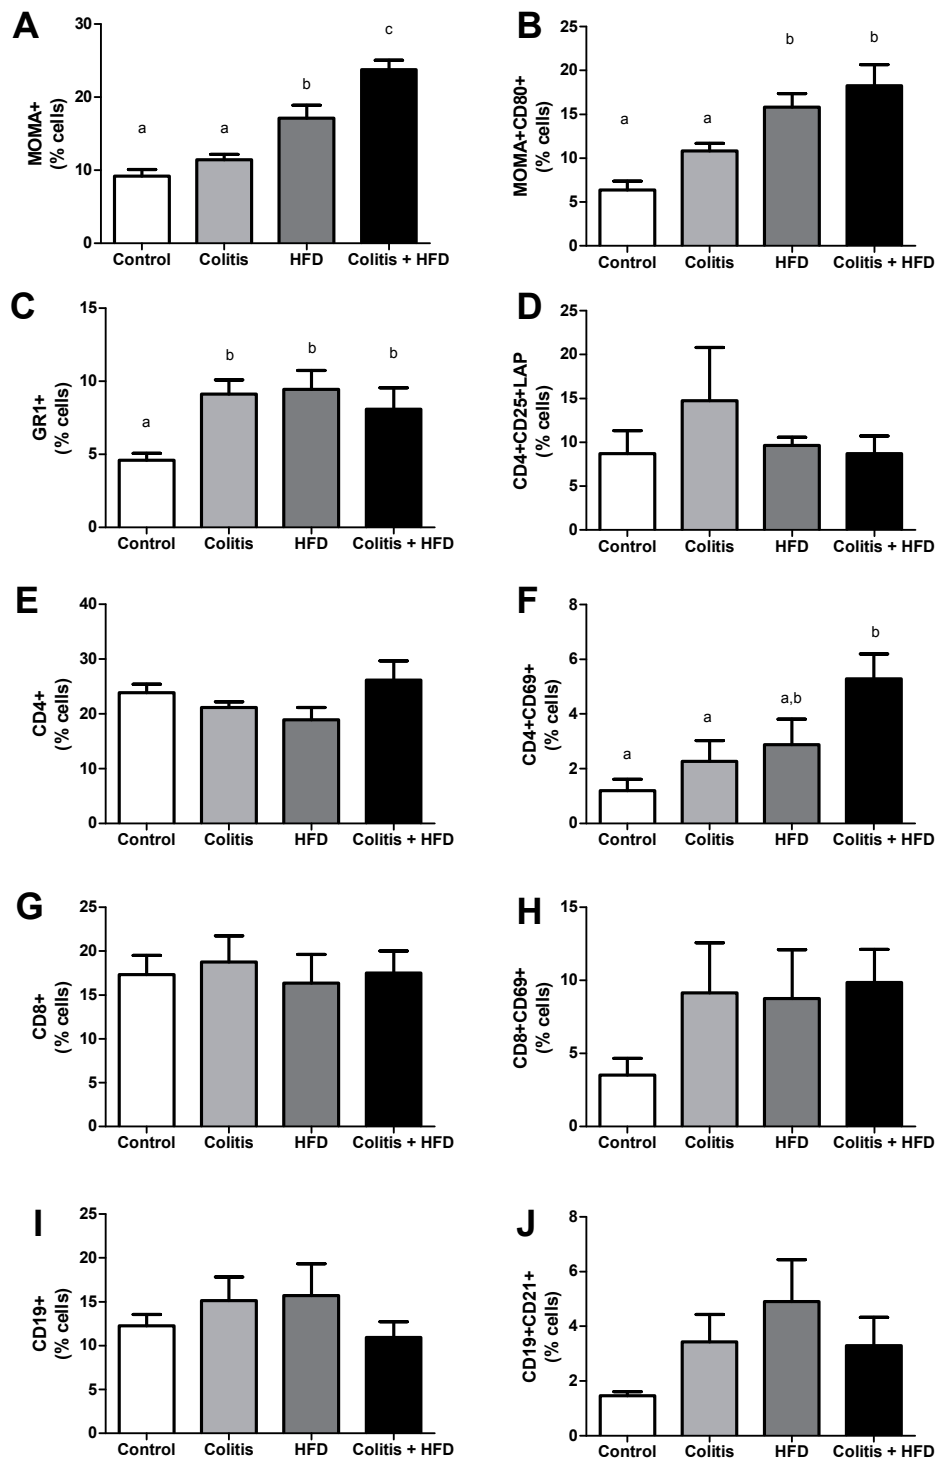 A
MOMA+
(% cells)
30
20
10
0
a
a
b
c
Control
Colitis
HFD
Colitis + HFD
B
MOMA+CD80+
(% cells)
25
20
15
10
5
0
a
a
b
b
Control
Colitis
HFD
Colitis + HFD
C
GR1+
(% cells)
15
10
5
0
a
b
b
b
Control
Colitis
HFD
Colitis + HFD
D
CD4+CD25+LAP
(% cells)
25
20
15
10
5
0
Control
Colitis
HFD
Colitis + HFD
E
CD4+
(% cells)
40
30
20
10
0
Control
Colitis
HFD
Colitis + HFD
F
CD4+CD69+
(% cells)
8
6
4
2
0
a
a
a,b
b
Control
Colitis
HFD
Colitis + HFD
G
CD8+
(% cells)
25
20
15
10
5
0
Control
Colitis
HFD
Colitis + HFD
H
CD8+CD69+
(% cells)
15
10
5
0
Control
Colitis
HFD
Colitis + HFD
I
CD19+
(% cells)
25
20
15
10
5
0
Control
Colitis
HFD
Colitis + HFD
J
CD19+CD21+
(% cells)
8
6
4
2
0
Control
Colitis
HFD
Colitis + HFD